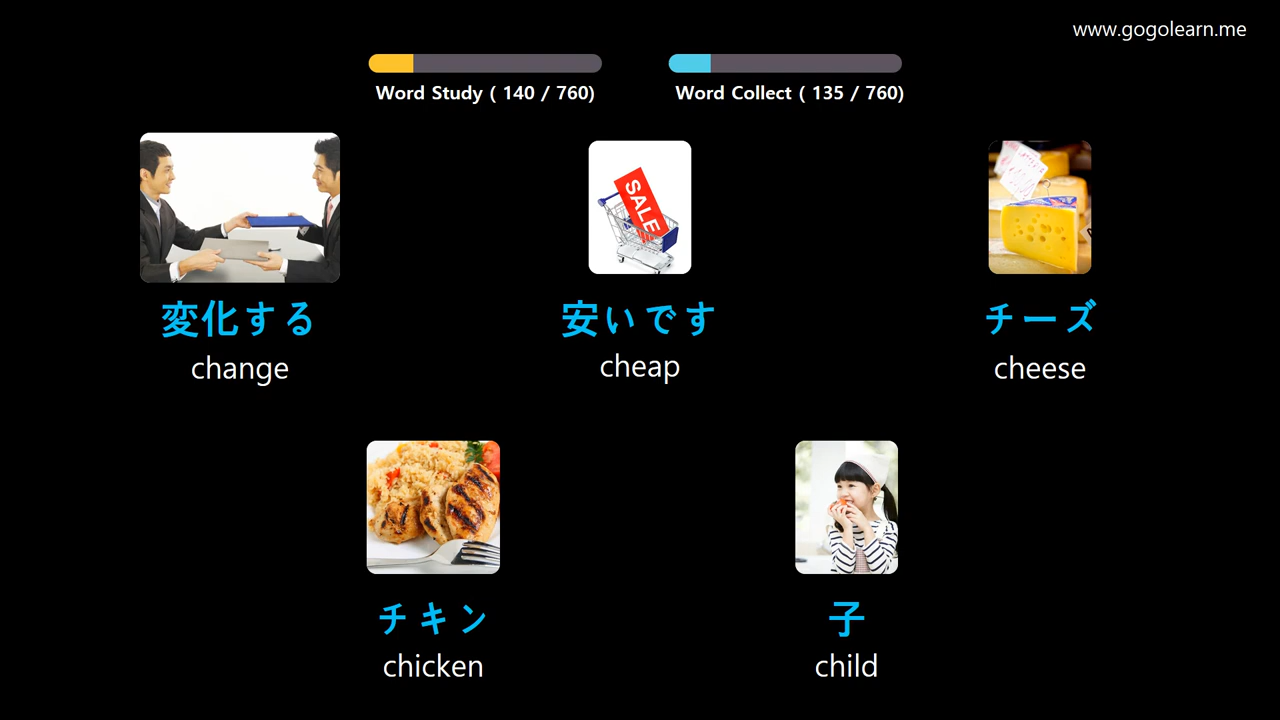 www.gogolearn.me
Word Study ( 140 / 760)
Word Collect ( 135 / 760)
SALE
変化する
change
安いです
cheap
チーズ
cheese
チキン
chicken
子
child